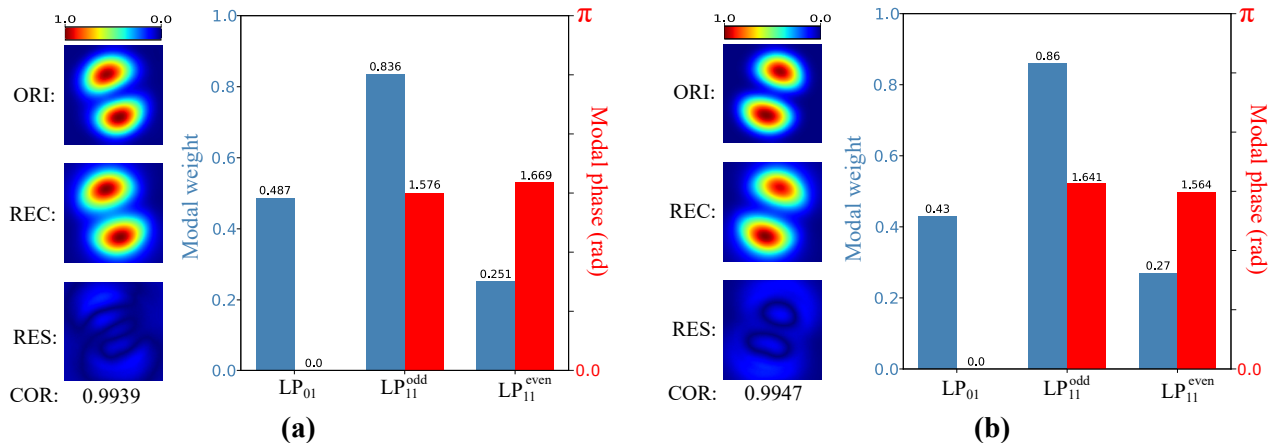 1.0 0.0
ORI:
REC:
RES:
COR: 0.9939
Modal weight
1.0
0.8
0.6
0.4
0.2
0.0
0.487
0.0
0.836
1.576
0.251
1.669
LP₀₁
LP₁₁ᵒᵈᵈ
LP₁₁ᵉᵛᵉⁿ
π
0.0
Modal phase (rad)
(a)
1.0 0.0
ORI:
REC:
RES:
COR: 0.9947
Modal weight
1.0
0.8
0.6
0.4
0.2
0.0
0.43
0.0
0.86
1.641
0.27
1.564
LP₀₁
LP₁₁ᵒᵈᵈ
LP₁₁ᵉᵛᵉⁿ
π
0.0
Modal phase (rad)
(b)